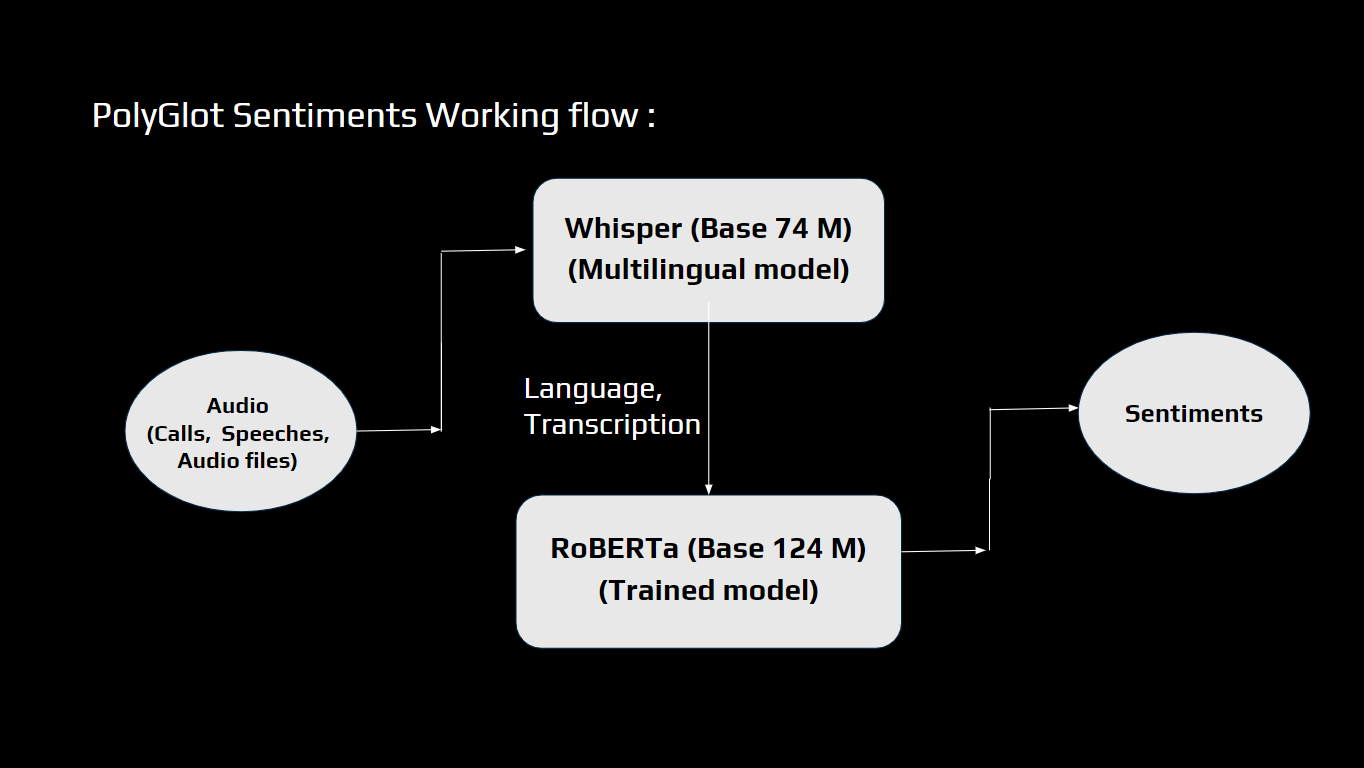 PolyGlot Sentiments Working flow :
Whisper (Base 74 M)
(Multilingual model)
Audio
(Calls, Speeches,
Audio files)
Language,
Transcription
Sentiments
RoBERTa (Base 124 M)
(Trained model)